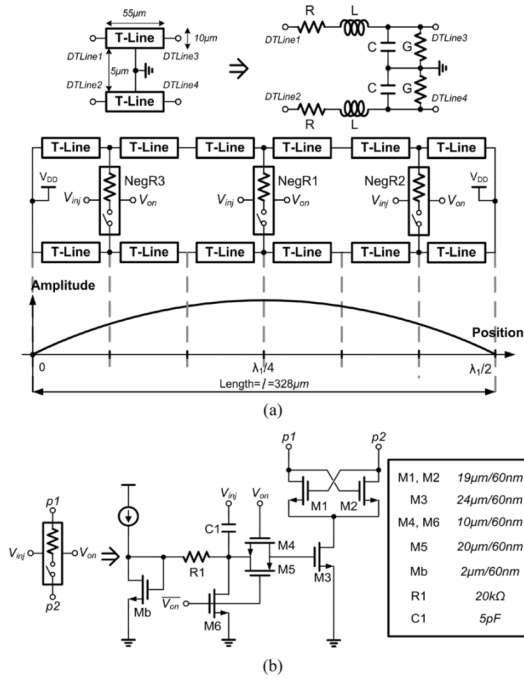 55μm
T-Line
10μm
DTLine1
DTLine3
5μm
DTLine2
DTLine4
T-Line
R
L
DTLine1
DTLine3
C
G
C
G
DTLine2
DTLine4
R
L
T-Line T-Line T-Line T-Line T-Line T-Line
VDD
NegR3
NegR1
NegR2
VDD
Vinj
Von
Vinj
Von
Vinj
Von
T-Line T-Line T-Line T-Line T-Line T-Line
Amplitude
Position
0
λ1/4
λ1/2
Length=l=328μm
(a)
p1
p2
M1
M2
Vinj
Von
C1
M4
M5
M3
p1
Vinj
Von
p2
R1
Mb
Von
M6
M1, M2 19μm/60nm
M3 24μm/60nm
M4, M6 10μm/60nm
M5 20μm/60nm
Mb 2μm/60nm
R1 20kΩ
C1 5pF
(b)